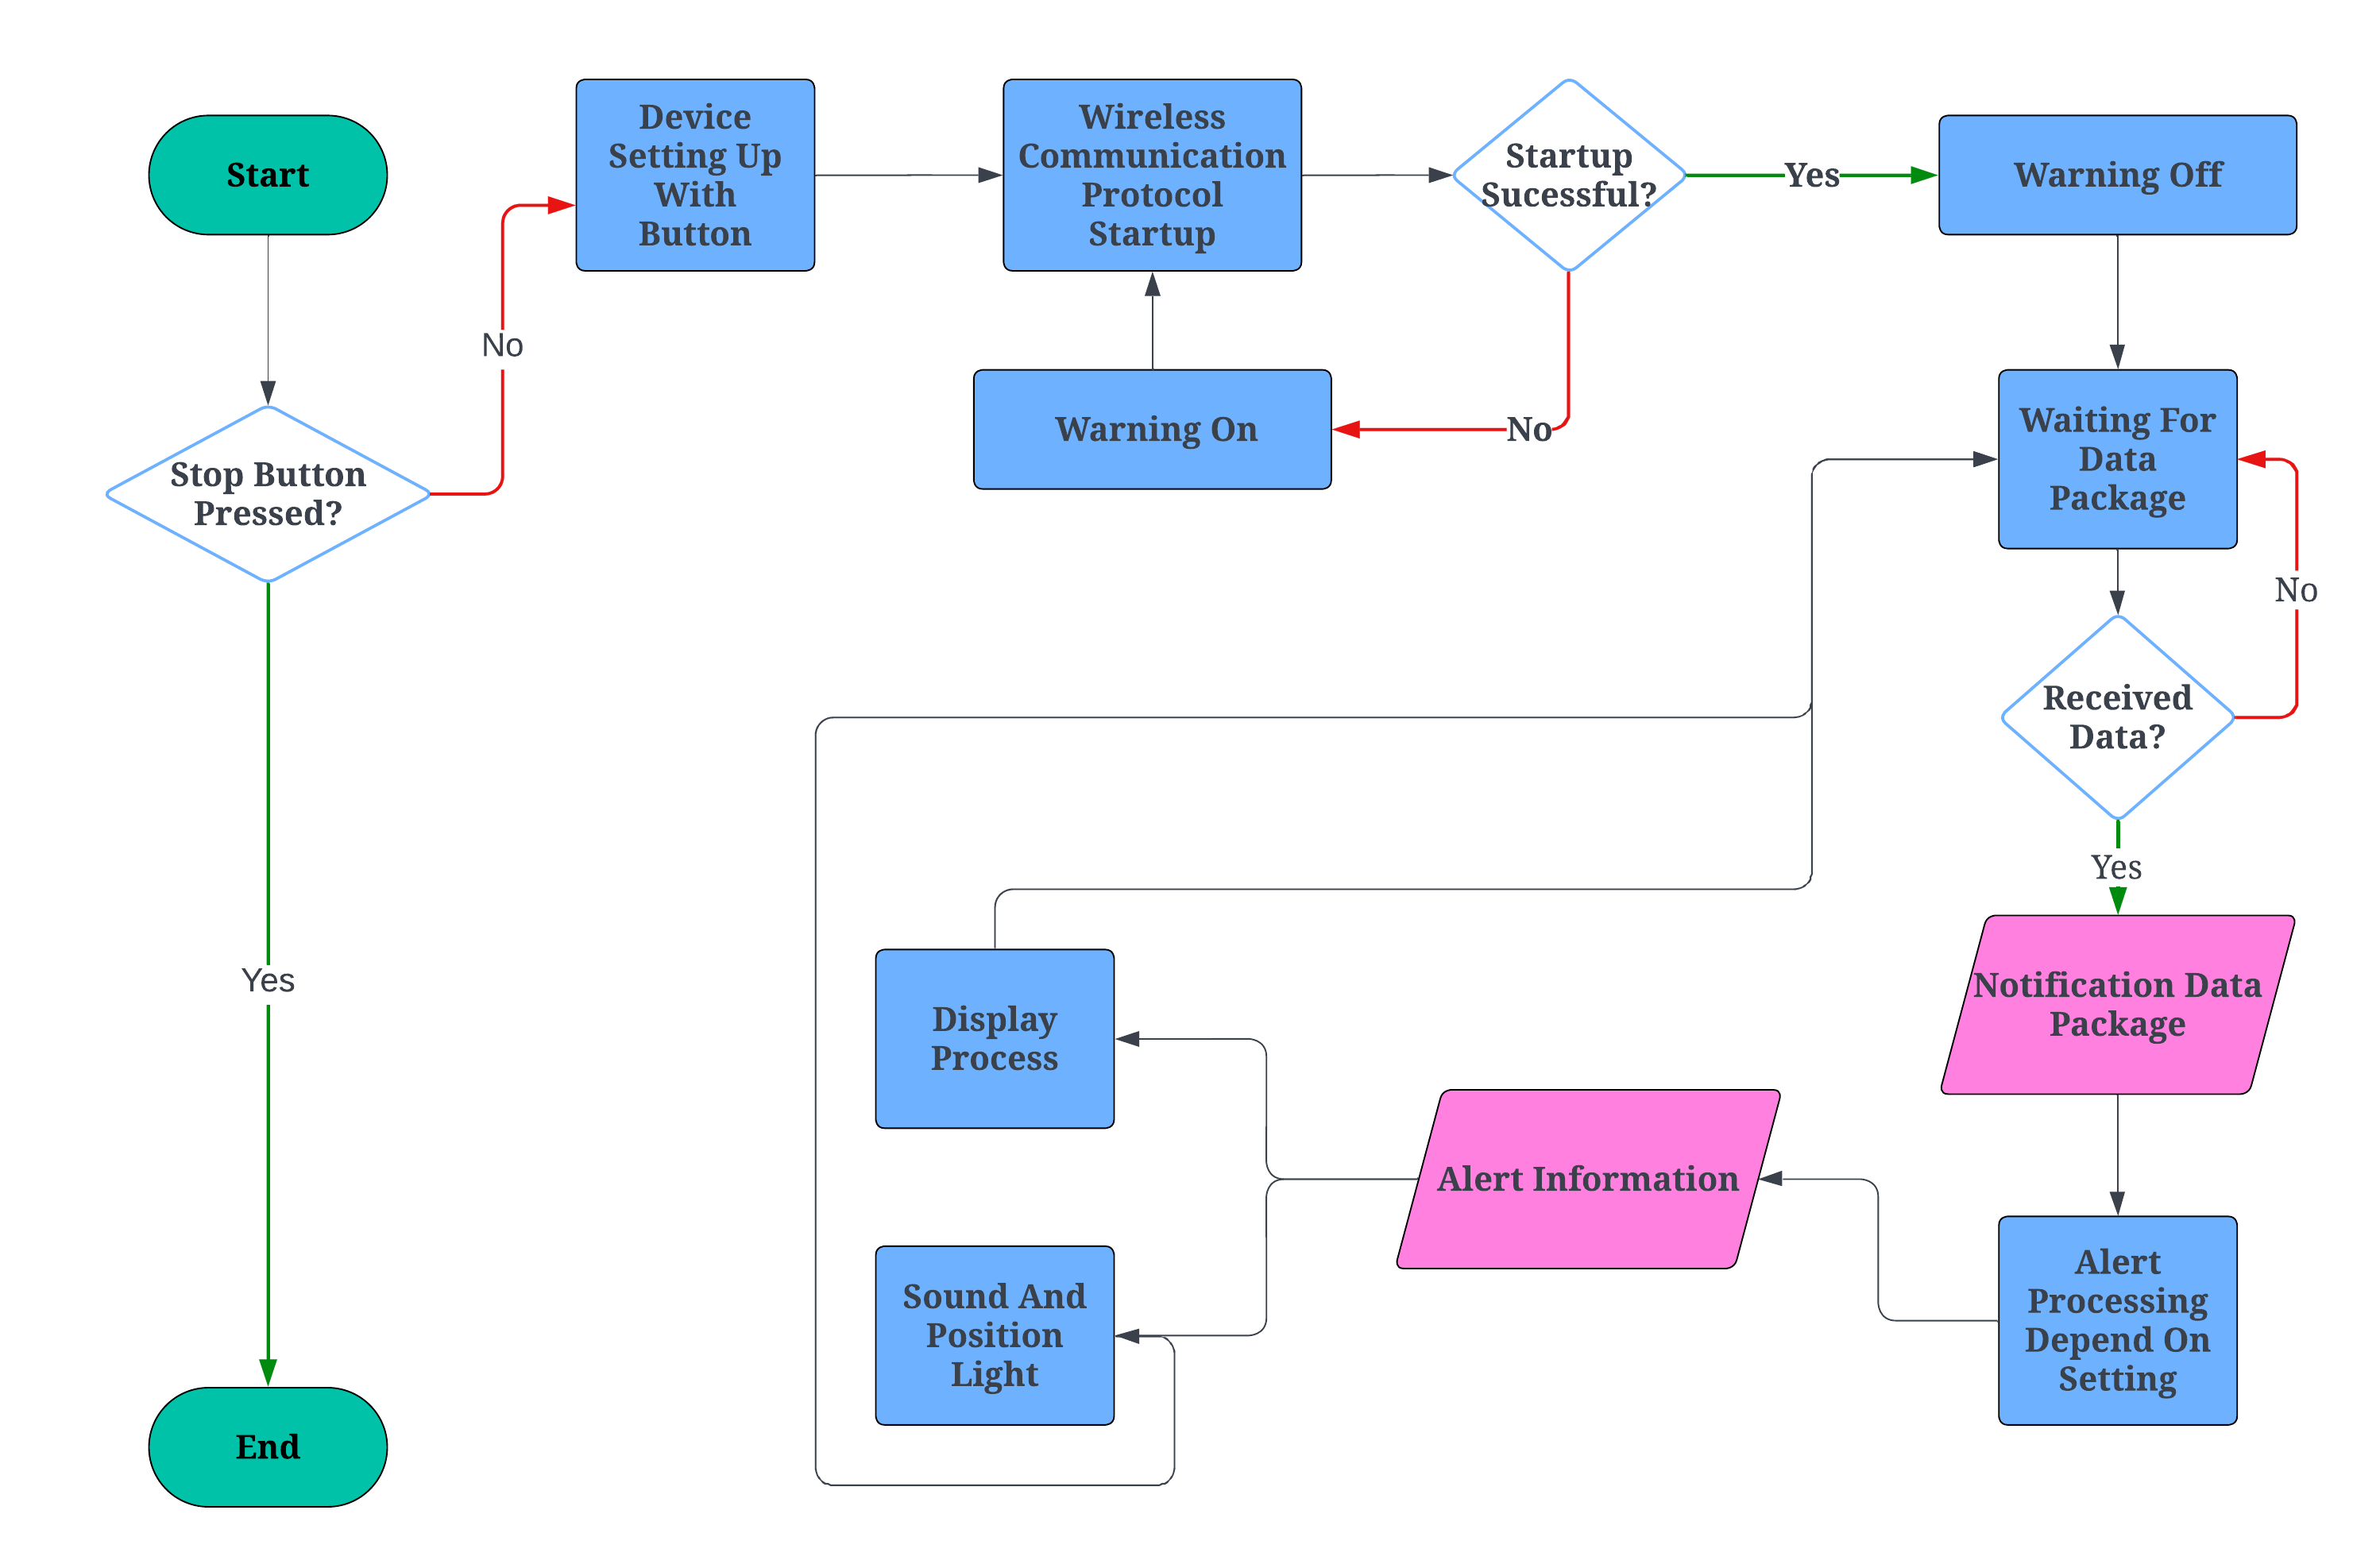 Start
Device
Setting Up
With
Button
Wireless
Communication
Protocol
Startup
Startup
Sucessful?
Yes
Warning Off
No
Warning On
No
Waiting For
Data
Package
Stop Button
Pressed?
No
Received
Data?
Yes
Yes
Notification Data
Package
Display
Process
Alert Information
Sound And
Position
Light
Alert
Processing
Depend On
Setting
End